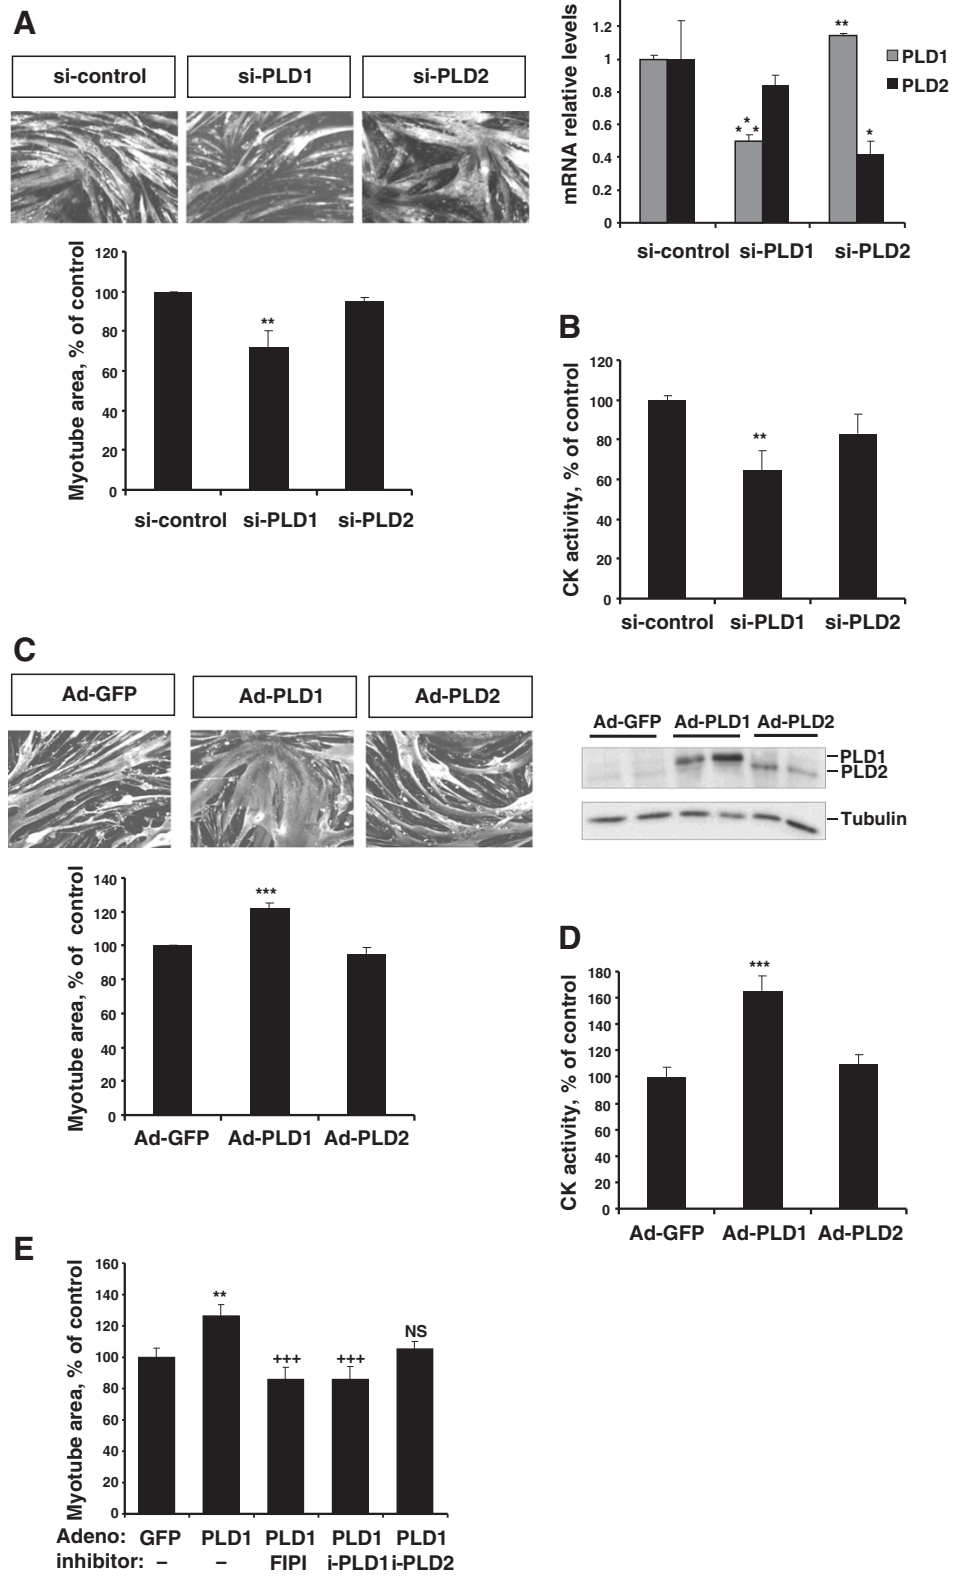 A
si-control si-PLD1 si-PLD2
Myotube area, % of control
120
100
80
60
40
20
0
**
si-control si-PLD1 si-PLD2
mRNA relative levels
1.2
1
0.8
0.6
0.4
0.2
0
***
**
*
PLD1
PLD2
si-control si-PLD1 si-PLD2
B
CK activity, % of control
120
100
80
60
40
20
0
**
si-control si-PLD1 si-PLD2
C
Ad-GFP Ad-PLD1 Ad-PLD2
Ad-GFP Ad-PLD1 Ad-PLD2
PLD1
PLD2
Tubulin
Myotube area, % of control
140
120
100
80
60
40
20
0
***
Ad-GFP Ad-PLD1 Ad-PLD2
D
CK activity, % of control
180
160
140
120
100
80
60
40
20
0
***
Ad-GFP Ad-PLD1 Ad-PLD2
E
Myotube area, % of control
160
140
120
100
80
60
40
20
0
**
+++
+++
NS
Adeno: GFP PLD1 PLD1 PLD1 PLD1
inhibitor: – – FIPI i-PLD1 i-PLD2